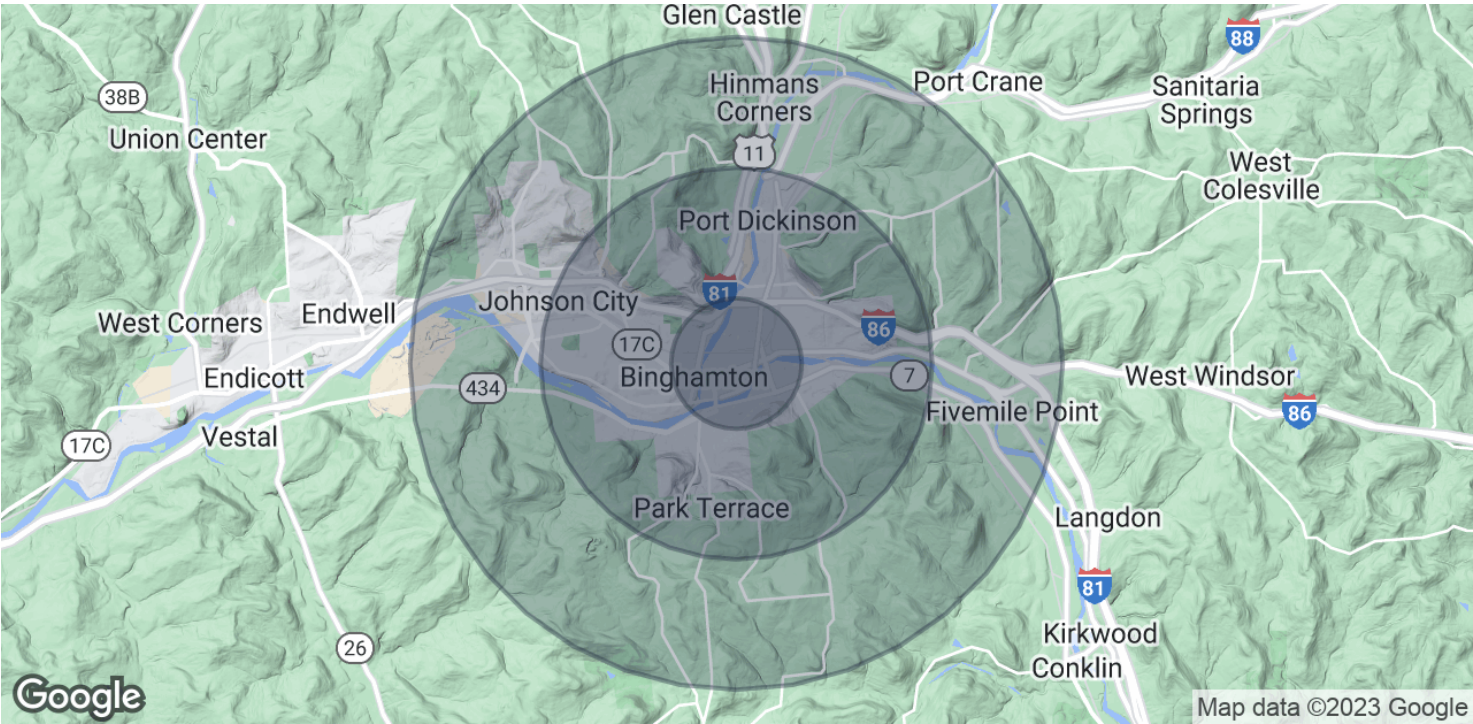 Glen Castle
88
38B
Hinmans
Corners
Port Crane
Sanitaria
Springs
Union Center
11
West
Colesville
Port Dickinson
81
Johnson City
Endwell
West Corners
86
17C
Endicott
Binghamton
434
7
West Windsor
86
Fivemile Point
17C
Vestal
Park Terrace
Langdon
81
26
Kirkwood
Conklin
Google
Map data ©2023 Google